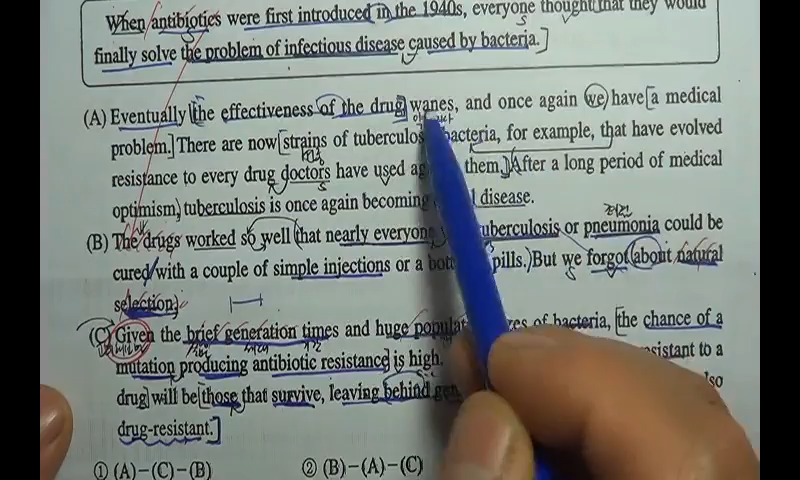 When antibiotics were first introduced in the 1940s, everyone thought that they would
finally solve the problem of infectious disease caused by bacteria.
(A) Eventually the effectiveness of the drug wanes, and once again we have a medical
problem. There are now strains of tuberculosis bacteria, for example, that have evolved
resistance to every drug doctors have used them. After a long period of medical
optimism, tuberculosis is once again becoming disease.
(B) The drugs worked so well that nearly everyone tuberculosis or pneumonia could be
cured with a couple of simple injections or a pills. But we forgot about natural
selection.
(C) Given the brief generation times and huge of bacteria, the chance of a
mutation producing antibiotic resistance is high. resistant to a
drug will be those that survive, leaving behind also
drug-resistant.
① (A)-(C)-(B) ② (B)-(A)-(C)